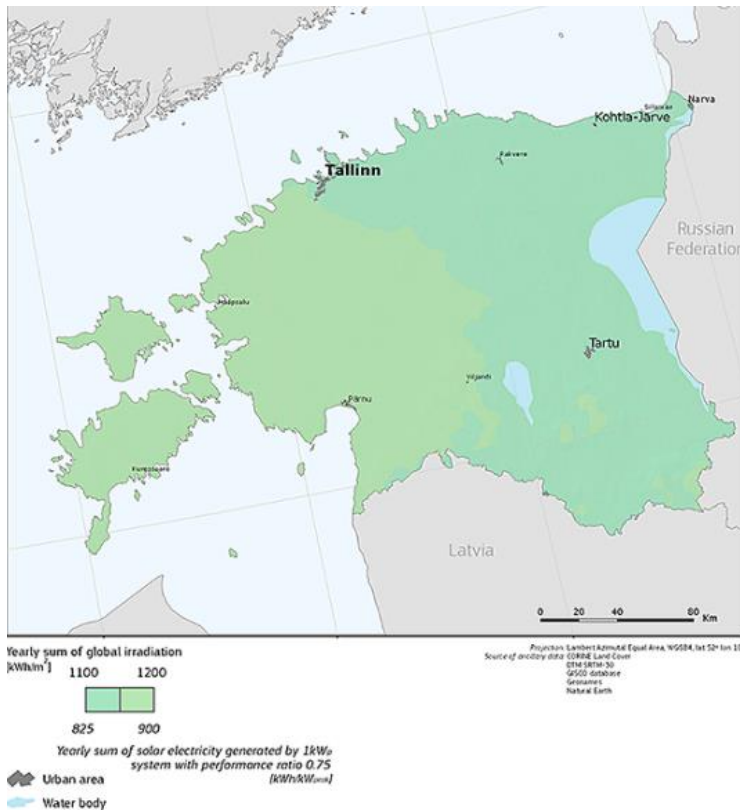 Narva
Kohtla-Järve
Rakvere
Tallinn
Russian
Federation
Haapsalu
Tartu
Viljandi
Pärnu
Latvia
0 20 40 80
Km
Yearly sum of global irradiation
[kWh/m²]
1100 1200
825 900
Yearly sum of solar electricity generated by 1kWp
system with performance ratio 0.75
[kWh/kWpeak]
Urban area
Water body
Projection: Lambert Azimutal Equal Area, WGS84, lat 52° lon 10
Source of ancillary data: CORINE Land Cover
DTM SRTM-30
GISCO database
Geonames
Natural Earth